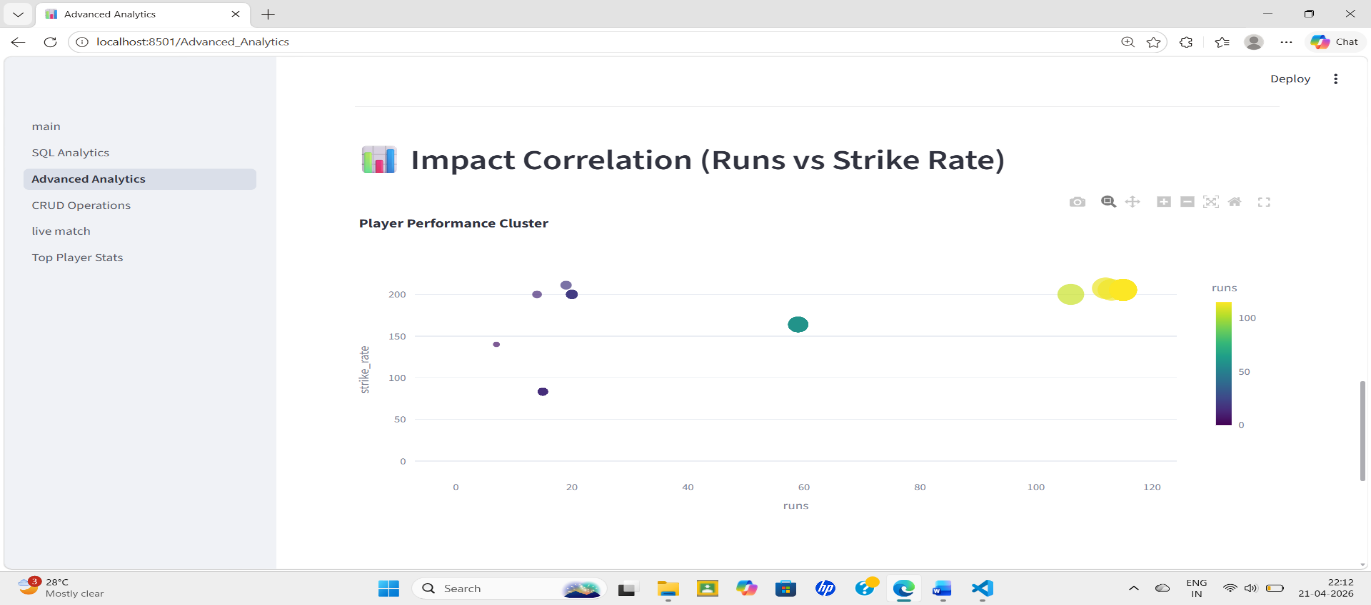 Advanced Analytics
localhost:8501/Advanced_Analytics
Chat
Deploy
main
SQL Analytics
Advanced Analytics
CRUD Operations
live match
Top Player Stats
Impact Correlation (Runs vs Strike Rate)
Player Performance Cluster
200
150
100
50
0
strike_rate
0 20 40 60 80 100 120
runs
runs
100
50
0
3
28°C
Mostly clear
Search
hp
?
W
ENG
IN
22:12
21-04-2026